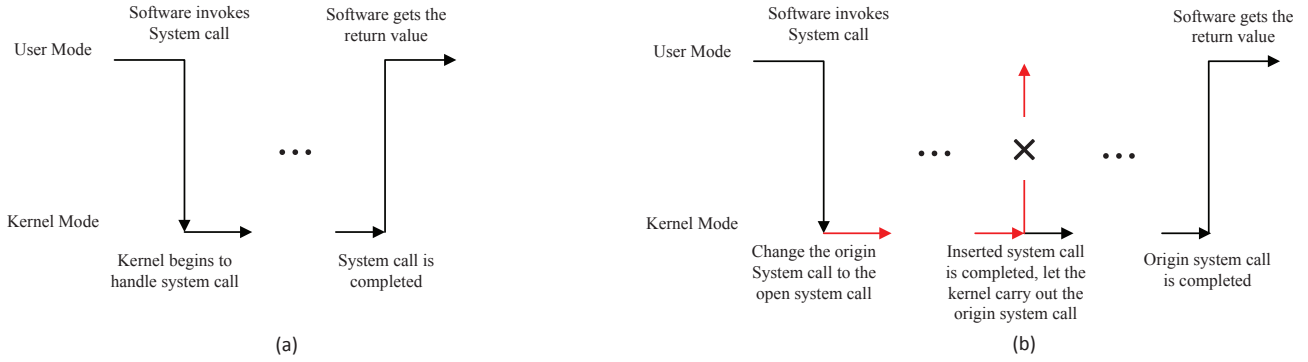 Software invokes
System call
Software gets the
return value
User Mode
...
Kernel Mode
Kernel begins to
handle system call
System call is
completed
(a)
Software invokes
System call
Software gets the
return value
User Mode
...
...
Kernel Mode
Change the origin
System call to the
open system call
Inserted system call
is completed, let the
kernel carry out the
origin system call
Origin system call
is completed
(b)